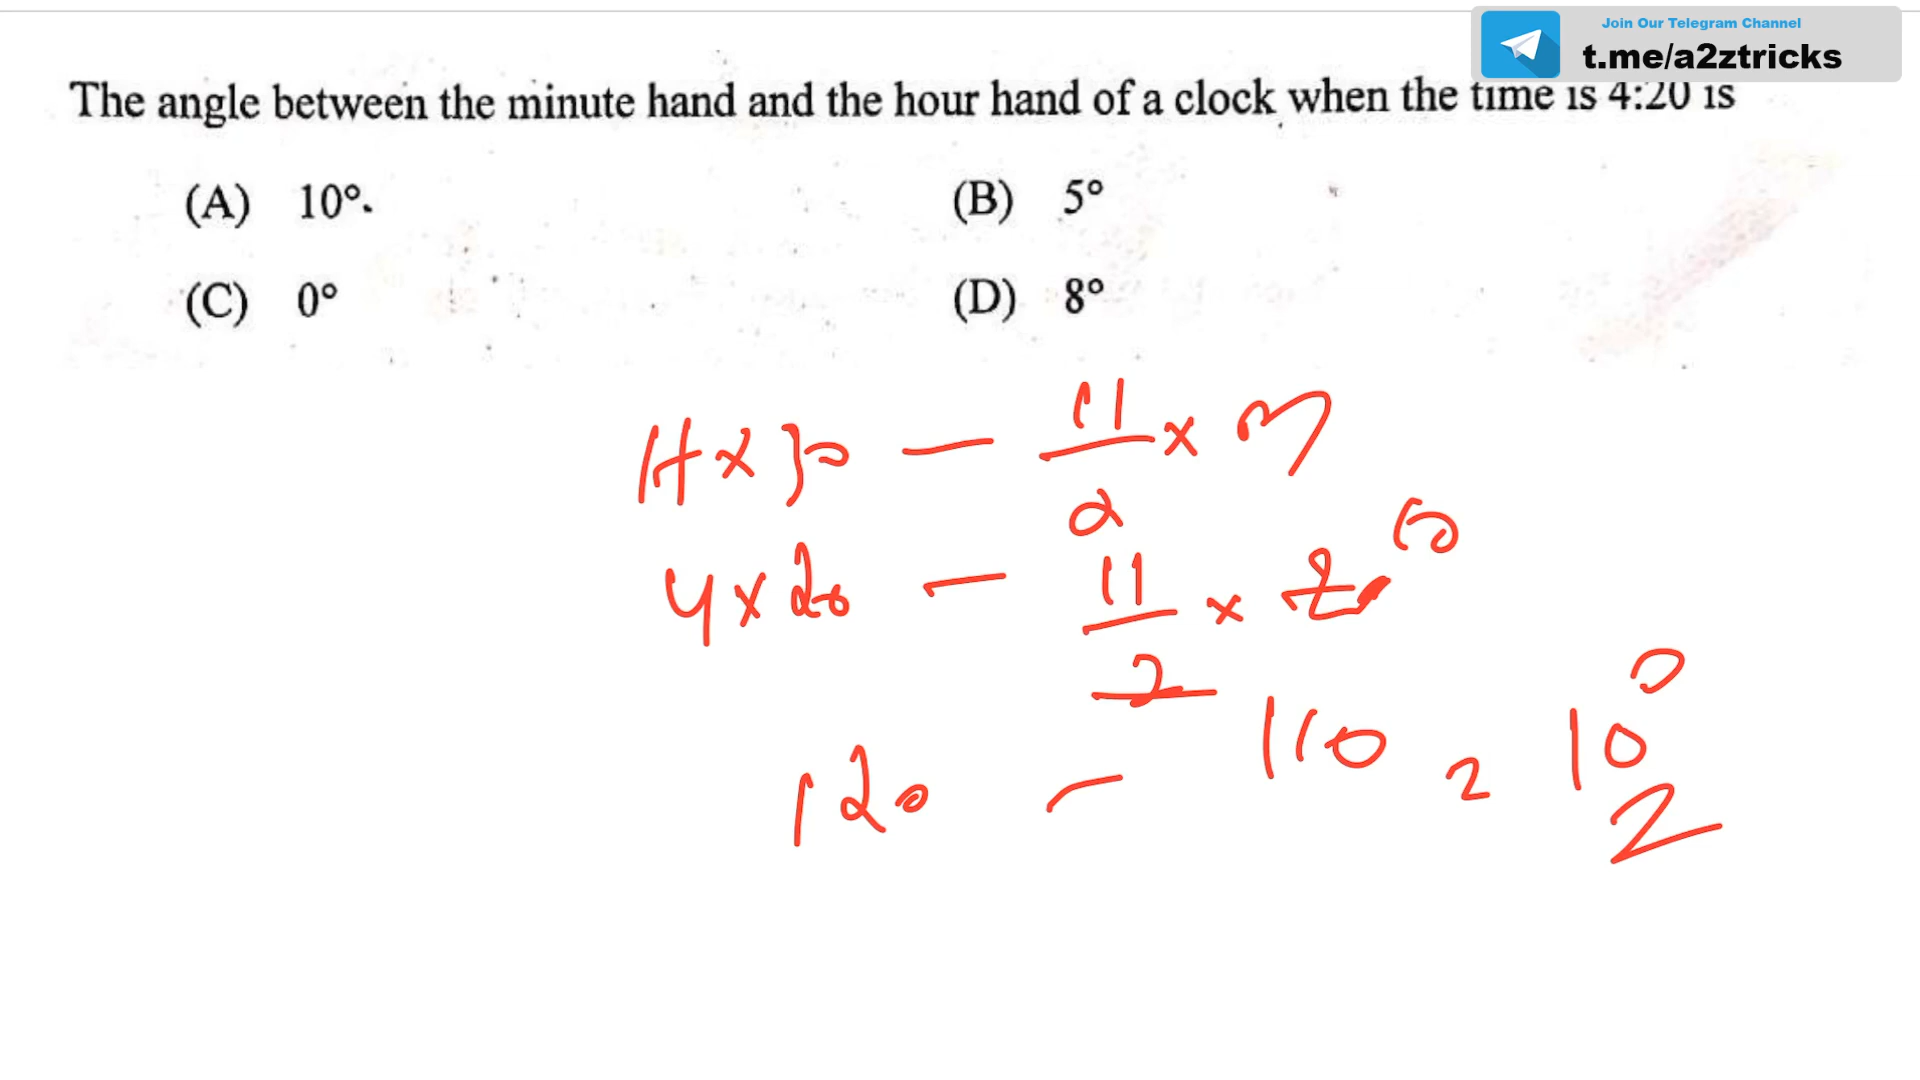 Join Our Telegram Channel
t.me/a2ztricks
The angle between the minute hand and the hour hand of a clock when the time is 4:20 is
(A) 10°.
(B) 5°
(C) 0°
(D) 8°
H × 30 — 11/2 × m
4 × 20 — 11/2 × 20 10
120 — 110 = 10°